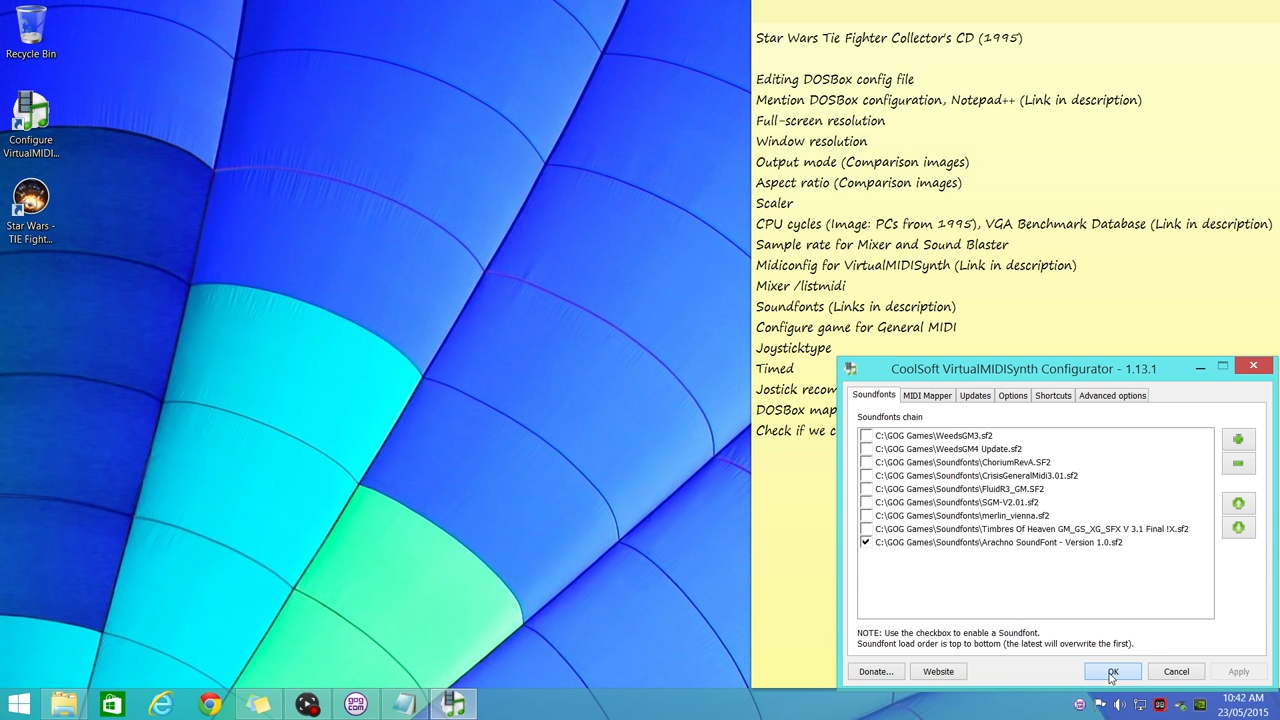 Recycle Bin
Configure
VirtualMIDI...
Star Wars -
TIE Fight...
Star Wars Tie Fighter Collector's CD (1995)
Editing DOSBox config file
Mention DOSBox configuration, Notepad++ (Link in description)
Full-screen resolution
Window resolution
Output mode (Comparison images)
Aspect ratio (Comparison images)
Scaler
CPU cycles (Image: PCs from 1995), VGA Benchmark Database (Link in description)
Sample rate for Mixer and Sound Blaster
Midiconfig for VirtualMIDISynth (Link in description)
Mixer /listmidi
Soundfonts (Links in description)
Configure game for General MIDI
Joysticktype
Timed
Jostick recom
DOSBox map
Check if we c
CoolSoft VirtualMIDISynth Configurator - 1.13.1
Soundfonts MIDI Mapper Updates Options Shortcuts Advanced options
Soundfonts chain
C:\GOG Games\WeedsGM3.sf2
C:\GOG Games\WeedsGM4 Update.sf2
C:\GOG Games\Soundfonts\ChoriumRevA.SF2
C:\GOG Games\Soundfonts\CrisisGeneralMidi3.01.sf2
C:\GOG Games\Soundfonts\FluidR3_GM.SF2
C:\GOG Games\Soundfonts\SGM-V2.01.sf2
C:\GOG Games\Soundfonts\merlin_vienna.sf2
C:\GOG Games\Soundfonts\Timbres Of Heaven GM_GS_XG_SFX V 3.1 Final !X.sf2
C:\GOG Games\Soundfonts\Arachno SoundFont - Version 1.0.sf2
NOTE: Use the checkbox to enable a Soundfont.
Soundfont load order is top to bottom (the latest will overwrite the first).
Donate... Website OK Cancel Apply
gog.com
10:42 AM
23/05/2015